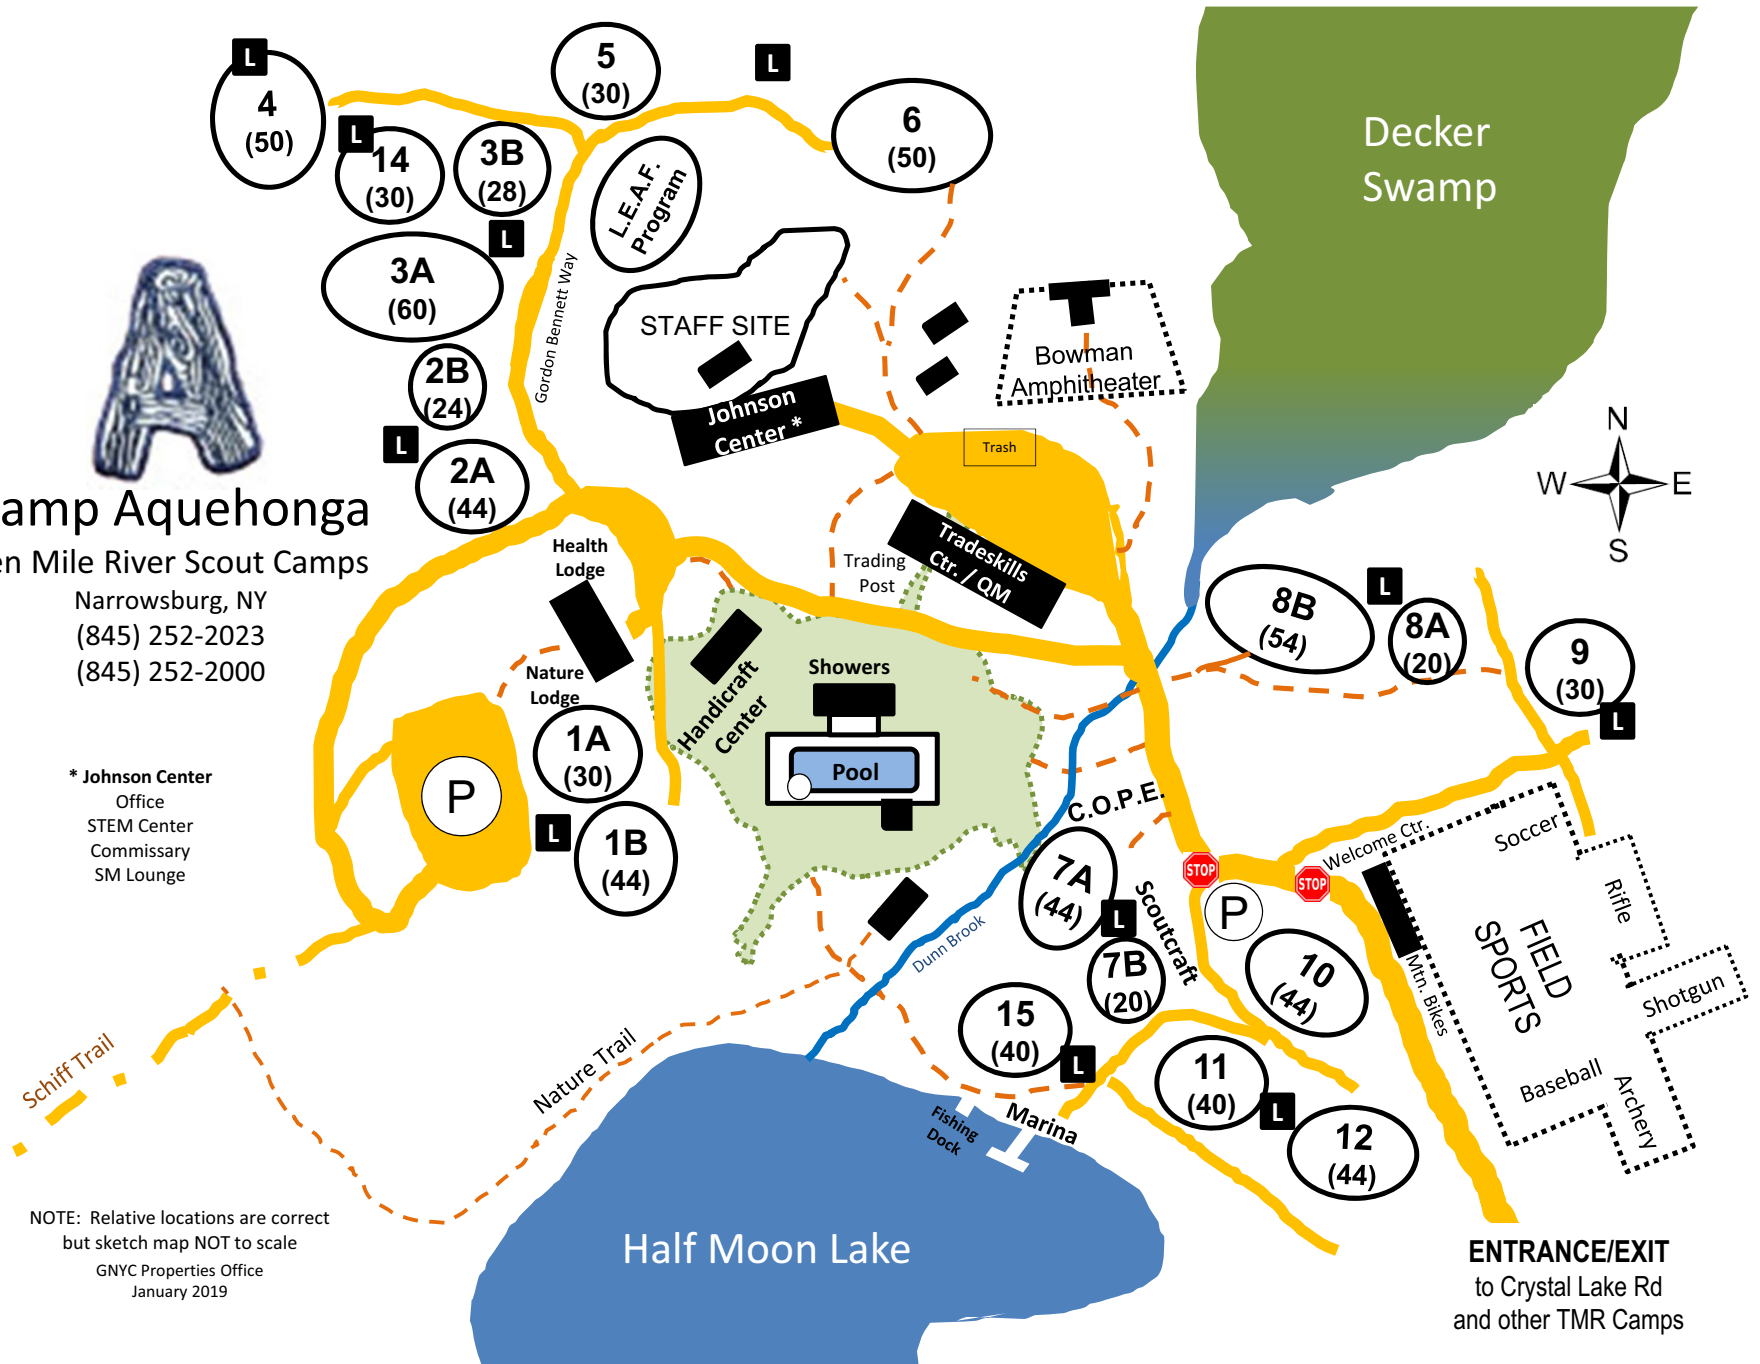 L
4
(50)
5
(30)
L
6
(50)
L
14
(30)
3B
(28)
L
3A
(60)
L.E.A.F.
Program
Decker
Swamp
Gordon Bennett Way
STAFF SITE
2B
(24)
L
2A
(44)
Johnson
Center *
Bowman
Amphitheater
Trash
N
W
E
S
A
amp Aquehonga
en Mile River Scout Camps
Narrowsburg, NY
(845) 252-2023
(845) 252-2000
Health
Lodge
Trading
Post
Tradeskills
Ctr. / QM
Nature
Lodge
Handicraft
Center
Showers
Pool
8B
(54)
L
8A
(20)
9
(30)
L
P
1A
(30)
L
1B
(44)
* Johnson Center
Office
STEM Center
Commissary
SM Lounge
C.O.P.E.
7A
(44)
L
7B
(20)
Scoutcraft
STOP
STOP
P
Welcome Ctr.
Soccer
Rifle
FIELD
SPORTS
Shotgun
Mtn. Bikes
Baseball
Archery
10
(44)
Dunn Brook
15
(40)
L
11
(40)
L
12
(44)
Schiff Trail
Nature Trail
Fishing
Dock
Marina
Half Moon Lake
NOTE: Relative locations are correct
but sketch map NOT to scale
GNYC Properties Office
January 2019
ENTRANCE/EXIT
to Crystal Lake Rd
and other TMR Camps